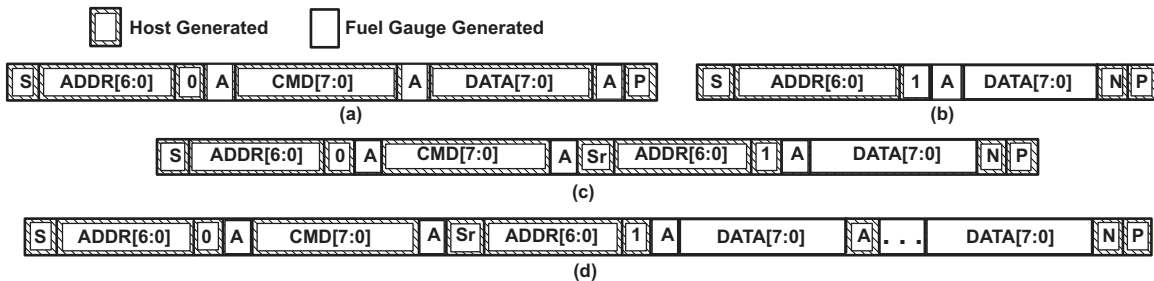 Host Generated Fuel Gauge Generated
S ADDR[6:0] 0 A CMD[7:0] A DATA[7:0] A P S ADDR[6:0] 1 A DATA[7:0] N P
(a) (b)
S ADDR[6:0] 0 A CMD[7:0] A Sr ADDR[6:0] 1 A DATA[7:0] N P
(c)
S ADDR[6:0] 0 A CMD[7:0] A Sr ADDR[6:0] 1 A DATA[7:0] A ... DATA[7:0] N P
(d)